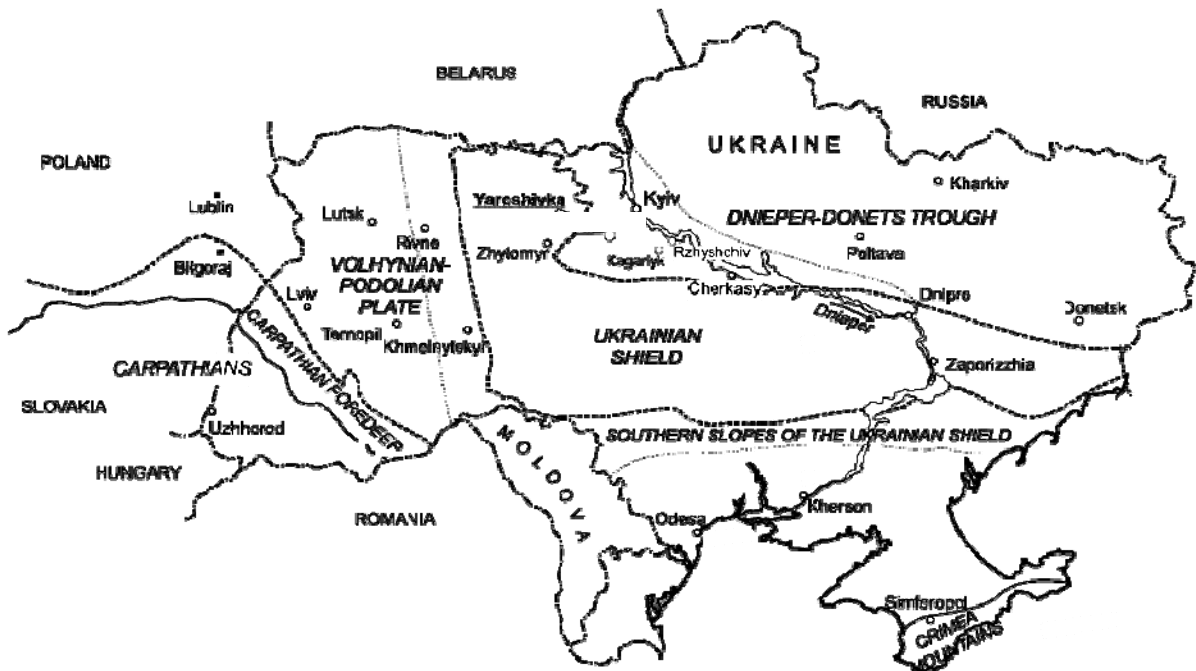 BELARUS
RUSSIA
POLAND
UKRAINE
Lublin
Lutsk
Rivne
Yaroshivka
Kyiv
Kharkiv
DNIEPER-DONETS TROUGH
Poltava
Biłgoraj
Zhytomyr
Kagarlyk
Rzhyshchiv
VOLHYNIAN-
PODOLIAN
PLATE
Lviv
Cherkasy
Dnipro
Donetsk
Dnieper
Ternopil
Khmelnytskyi
UKRAINIAN
SHIELD
CARPATHIANS
CARPATHIAN FOREDEER
Zaporizzhia
SLOVAKIA
Uzhhorod
HUNGARY
MOLDOVA
SOUTHERN SLOPES OF THE UKRAINIAN SHIELD
ROMANIA
Odesa
Kherson
Simferopol
CRIMEA
MOUNTAINS